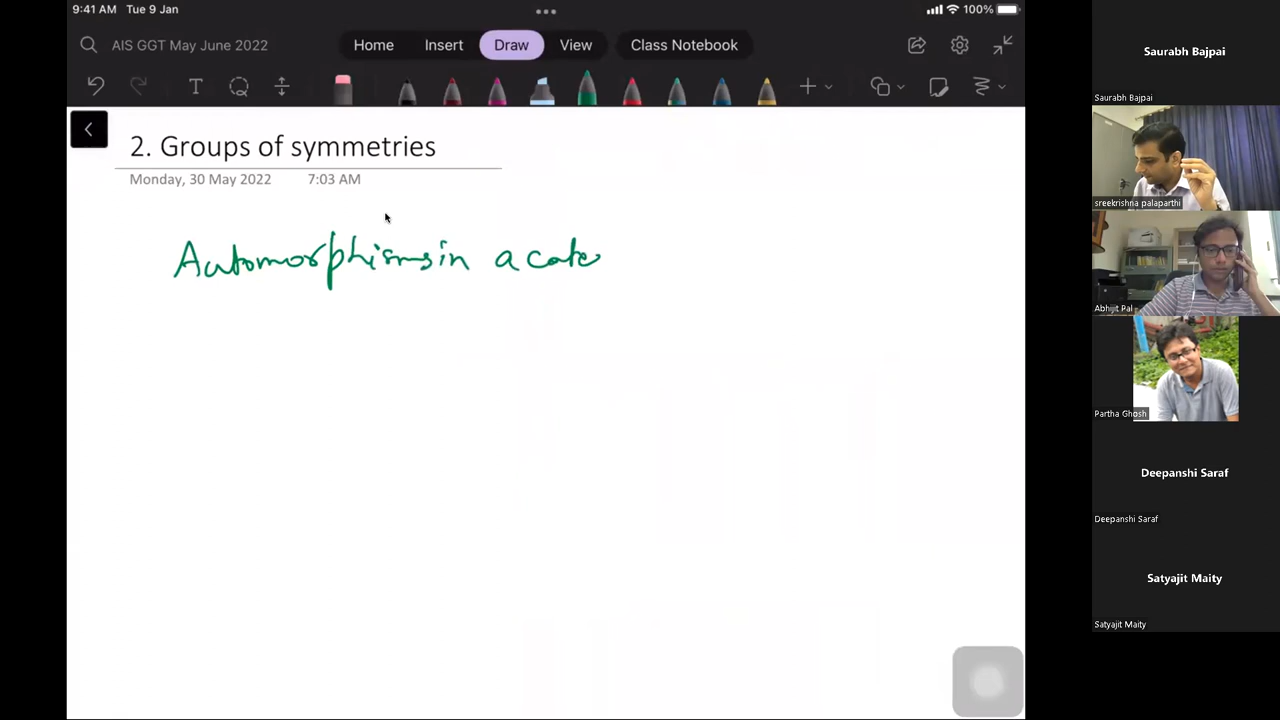 9:41 AM Tue 9 Jan
100%
AIS GGT May June 2022
Home Insert Draw View Class Notebook
T
2. Groups of symmetries
Monday, 30 May 2022 7:03 AM
Automorphisms in a cate
Saurabh Bajpai
Saurabh Bajpai
sreekrishna palaparthi
Abhijit Pal
Partha Ghosh
Deepanshi Saraf
Deepanshi Saraf
Satyajit Maity
Satyajit Maity